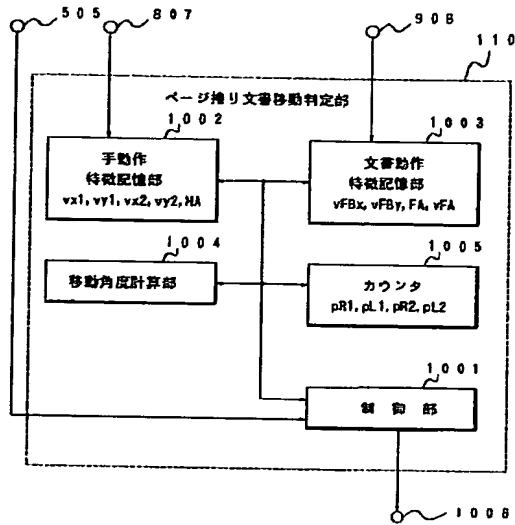 505
807
908
110
ページ捲り文書移動判定部
1002
手動作
特徴記憶部
vx1, vy1, vx2, vy2, HA
1003
文書動作
特徴記憶部
vFBx, vFBy, FA, vFA
1004
移動角度計算部
1005
カウンタ
pR1, pL1, pR2, pL2
1001
制御部
1006